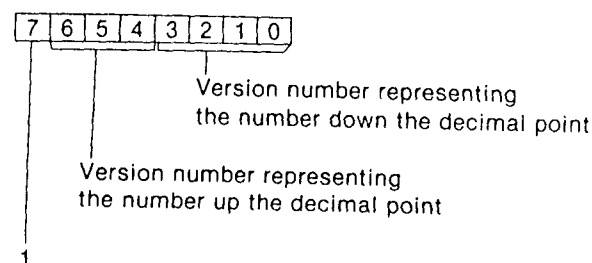 7 6 5 4 3 2 1 0
Version number representing
the number down the decimal point
Version number representing
the number up the decimal point
1